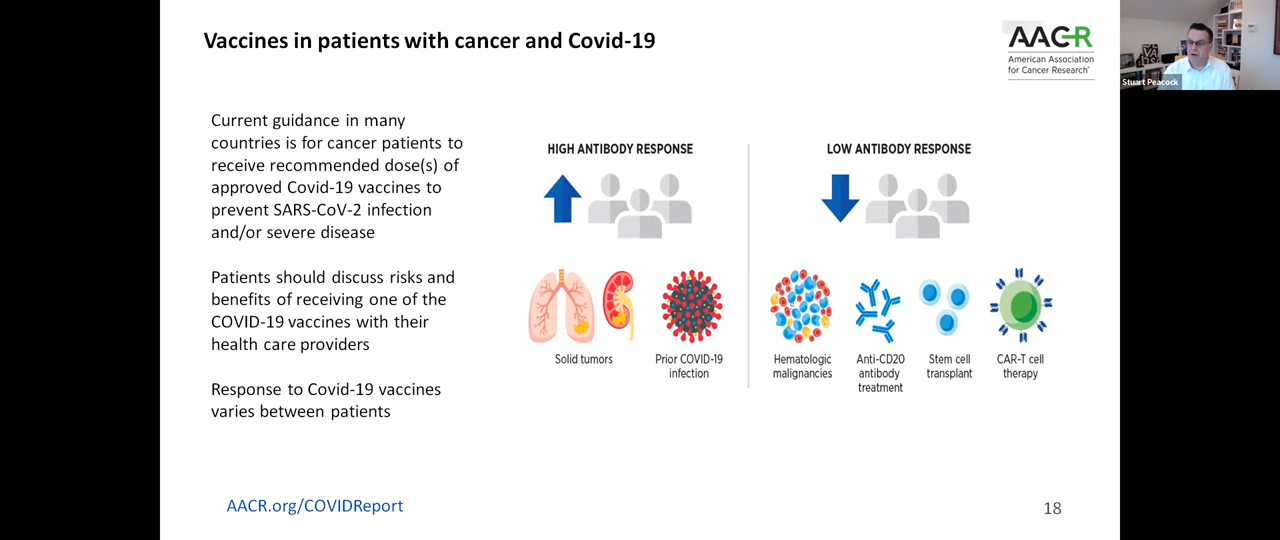 Vaccines in patients with cancer and Covid-19
AACR
American Association
for Cancer Research
Stuart Peacock
Current guidance in many
countries is for cancer patients to
receive recommended dose(s) of
approved Covid-19 vaccines to
prevent SARS-CoV-2 infection
and/or severe disease
Patients should discuss risks and
benefits of receiving one of the
COVID-19 vaccines with their
health care providers
Response to Covid-19 vaccines
varies between patients
HIGH ANTIBODY RESPONSE
Solid tumors
Prior COVID-19
infection
LOW ANTIBODY RESPONSE
Hematologic
malignancies
Anti-CD20
antibody
treatment
Stem cell
transplant
CAR-T cell
therapy
AACR.org/COVIDReport
18